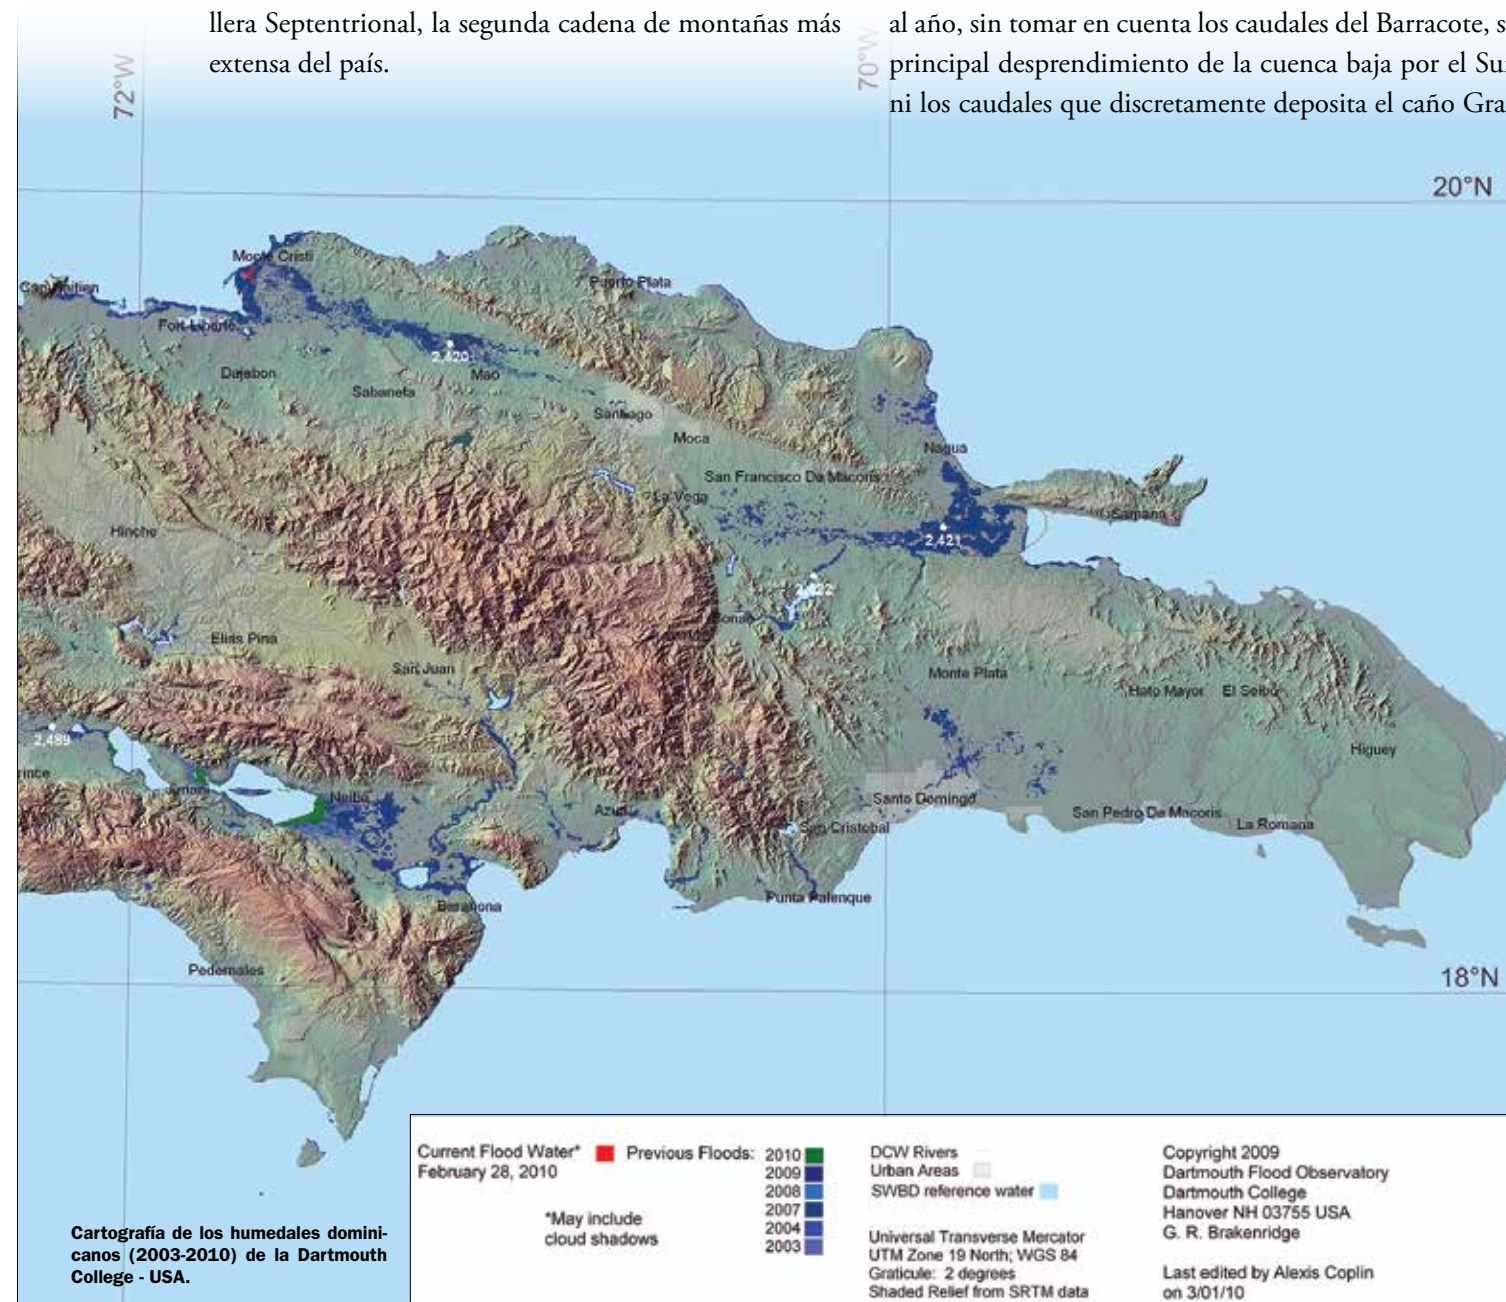 llera Septentrional, la segunda cadena de montañas más
extensa del país.
al año, sin tomar en cuenta los caudales del Barracote, s
principal desprendimiento de la cuenca baja por el Su
ni los caudales que discretamente deposita el caño Gra
72°W
70°W
20°N
Monte Cristi
Puerto Plata
Fort Liberte
2,420
Dajabon
Mao
Sabaneta
Santiago
Moca
Nagua
San Francisco De Macoris
La Vega
Samana
Hinche
2,421
Bonao
Elias Pina
San Juan
Monte Plata
Hato Mayor
El Seibo
2,489
Higuey
rince
Jimani
Neiba
Azua
Santo Domingo
San Cristobal
San Pedro De Macoris
La Romana
Punta Palenque
Barahona
Pedernales
18°N
Current Flood Water*
February 28, 2010
Previous Floods:
2010
2009
2008
2007
2004
2003
*May include
cloud shadows
DCW Rivers
Urban Areas
SWBD reference water
Universal Transverse Mercator
UTM Zone 19 North; WGS 84
Graticule: 2 degrees
Shaded Relief from SRTM data
Copyright 2009
Dartmouth Flood Observatory
Dartmouth College
Hanover NH 03755 USA
G. R. Brakenridge
Last edited by Alexis Coplin
on 3/01/10
Cartografía de los humedales domini-
canos (2003-2010) de la Dartmouth
College - USA.